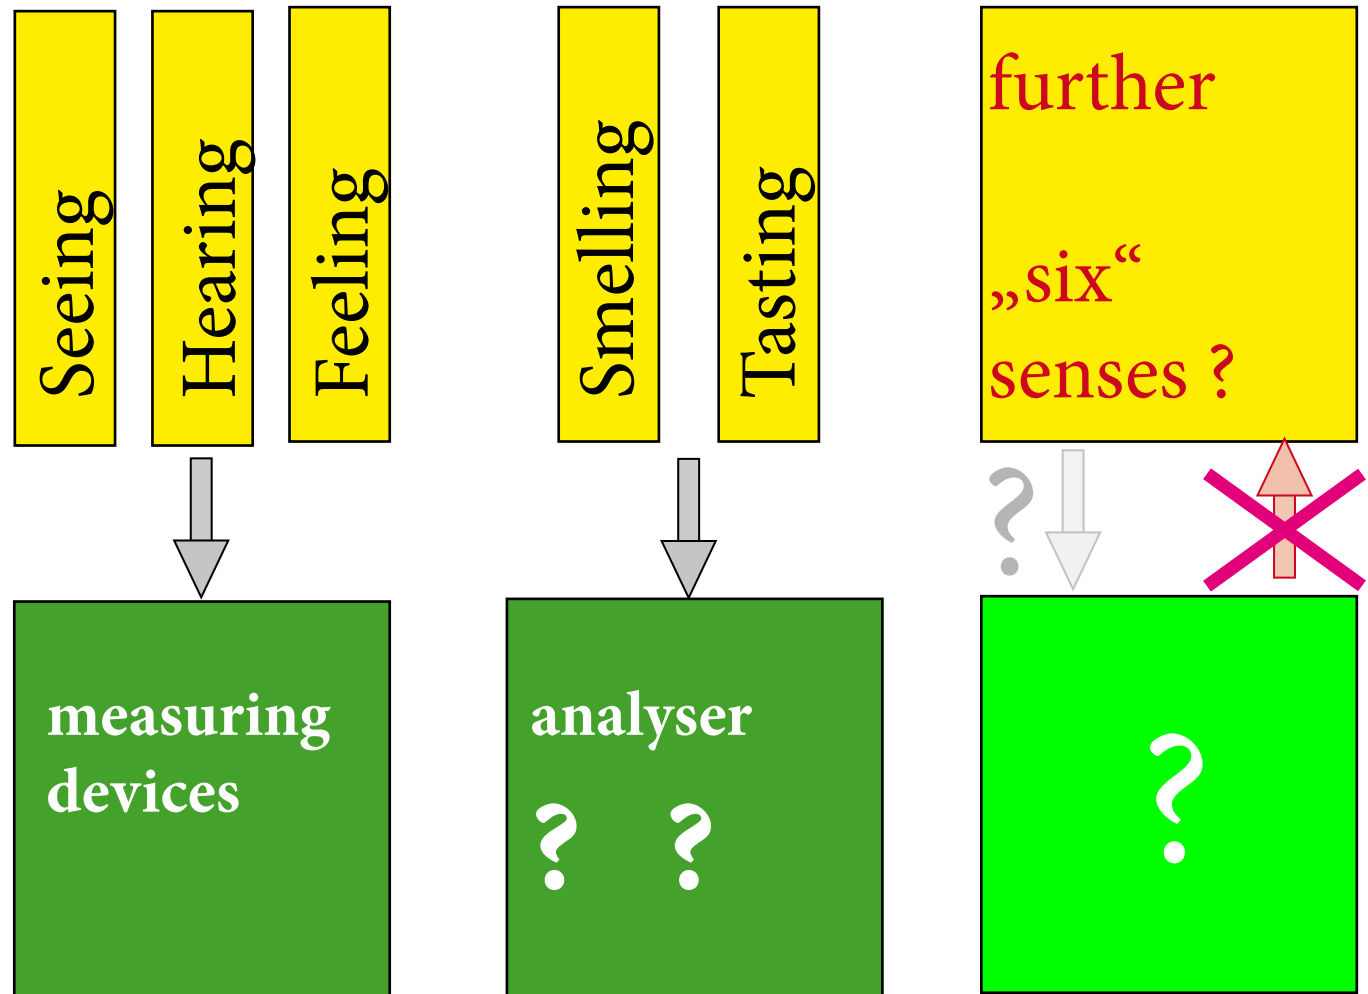 Seeing
Hearing
Feeling
Smelling
Tasting
further
„six“
senses ?
?
measuring
devices
analyser
? ?
?